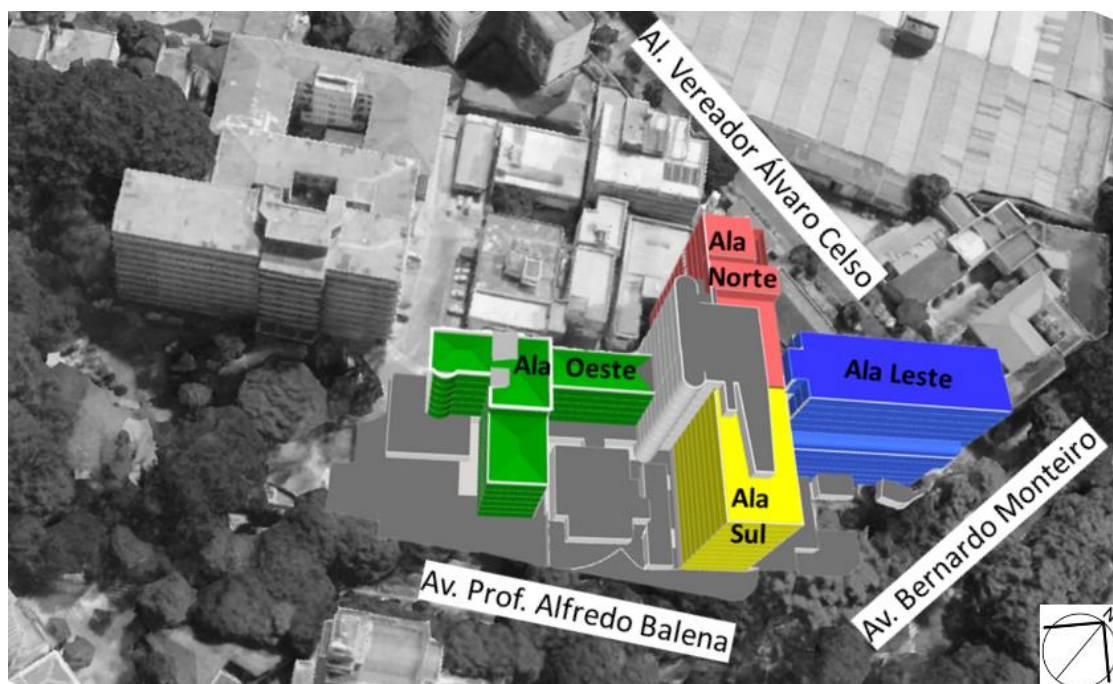 Al. Vereador Álvaro Celso
Ala
Norte
Ala Oeste
Ala Leste
Ala
Sul
Av. Bernardo Monteiro
Av. Prof. Alfredo Balena